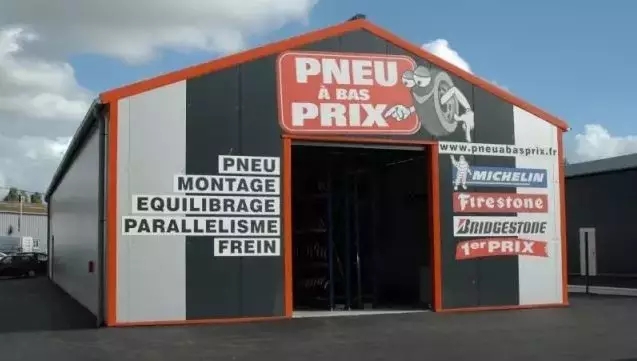 PNEU
À BAS
PRIX
www.pneuabasprix.fr
PNEU
MONTAGE
EQUILIBRAGE
PARALLELISME
FREIN
MICHELIN
Firestone
BRIDGESTONE
1er PRIX